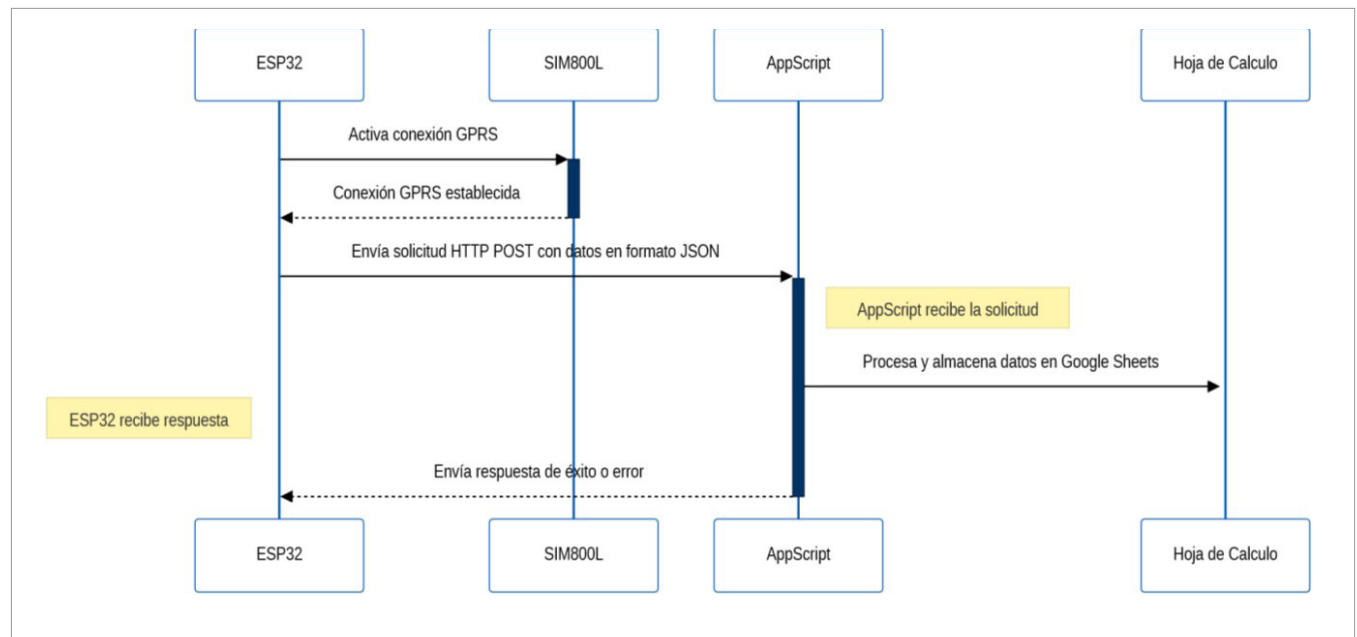 ESP32
SIM800L
AppScript
Hoja de Calculo
Activa conexión GPRS
Conexión GPRS establecida
Envía solicitud HTTP POST con datos en formato JSON
AppScript recibe la solicitud
Procesa y almacena datos en Google Sheets
ESP32 recibe respuesta
Envía respuesta de éxito o error
ESP32
SIM800L
AppScript
Hoja de Calculo